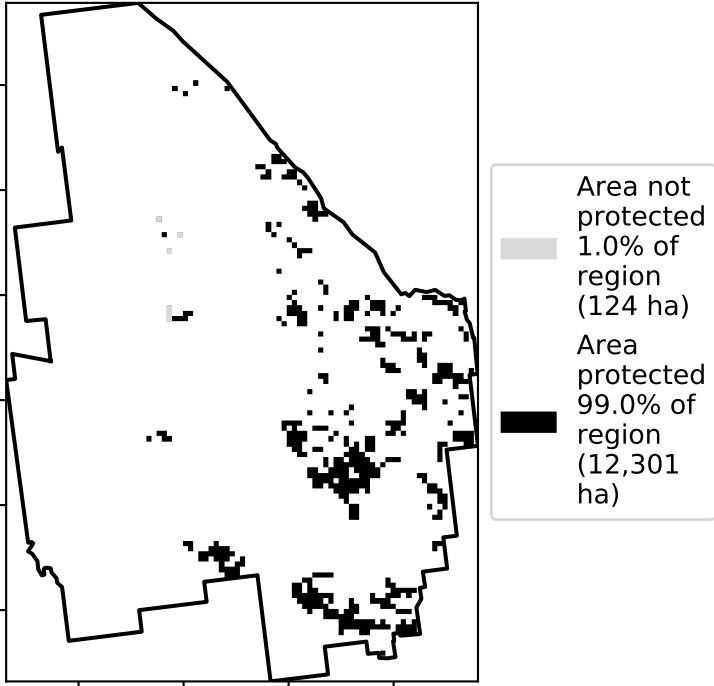 Area not
protected
1.0% of
region
(124 ha)
Area
protected
99.0% of
region
(12,301
ha)